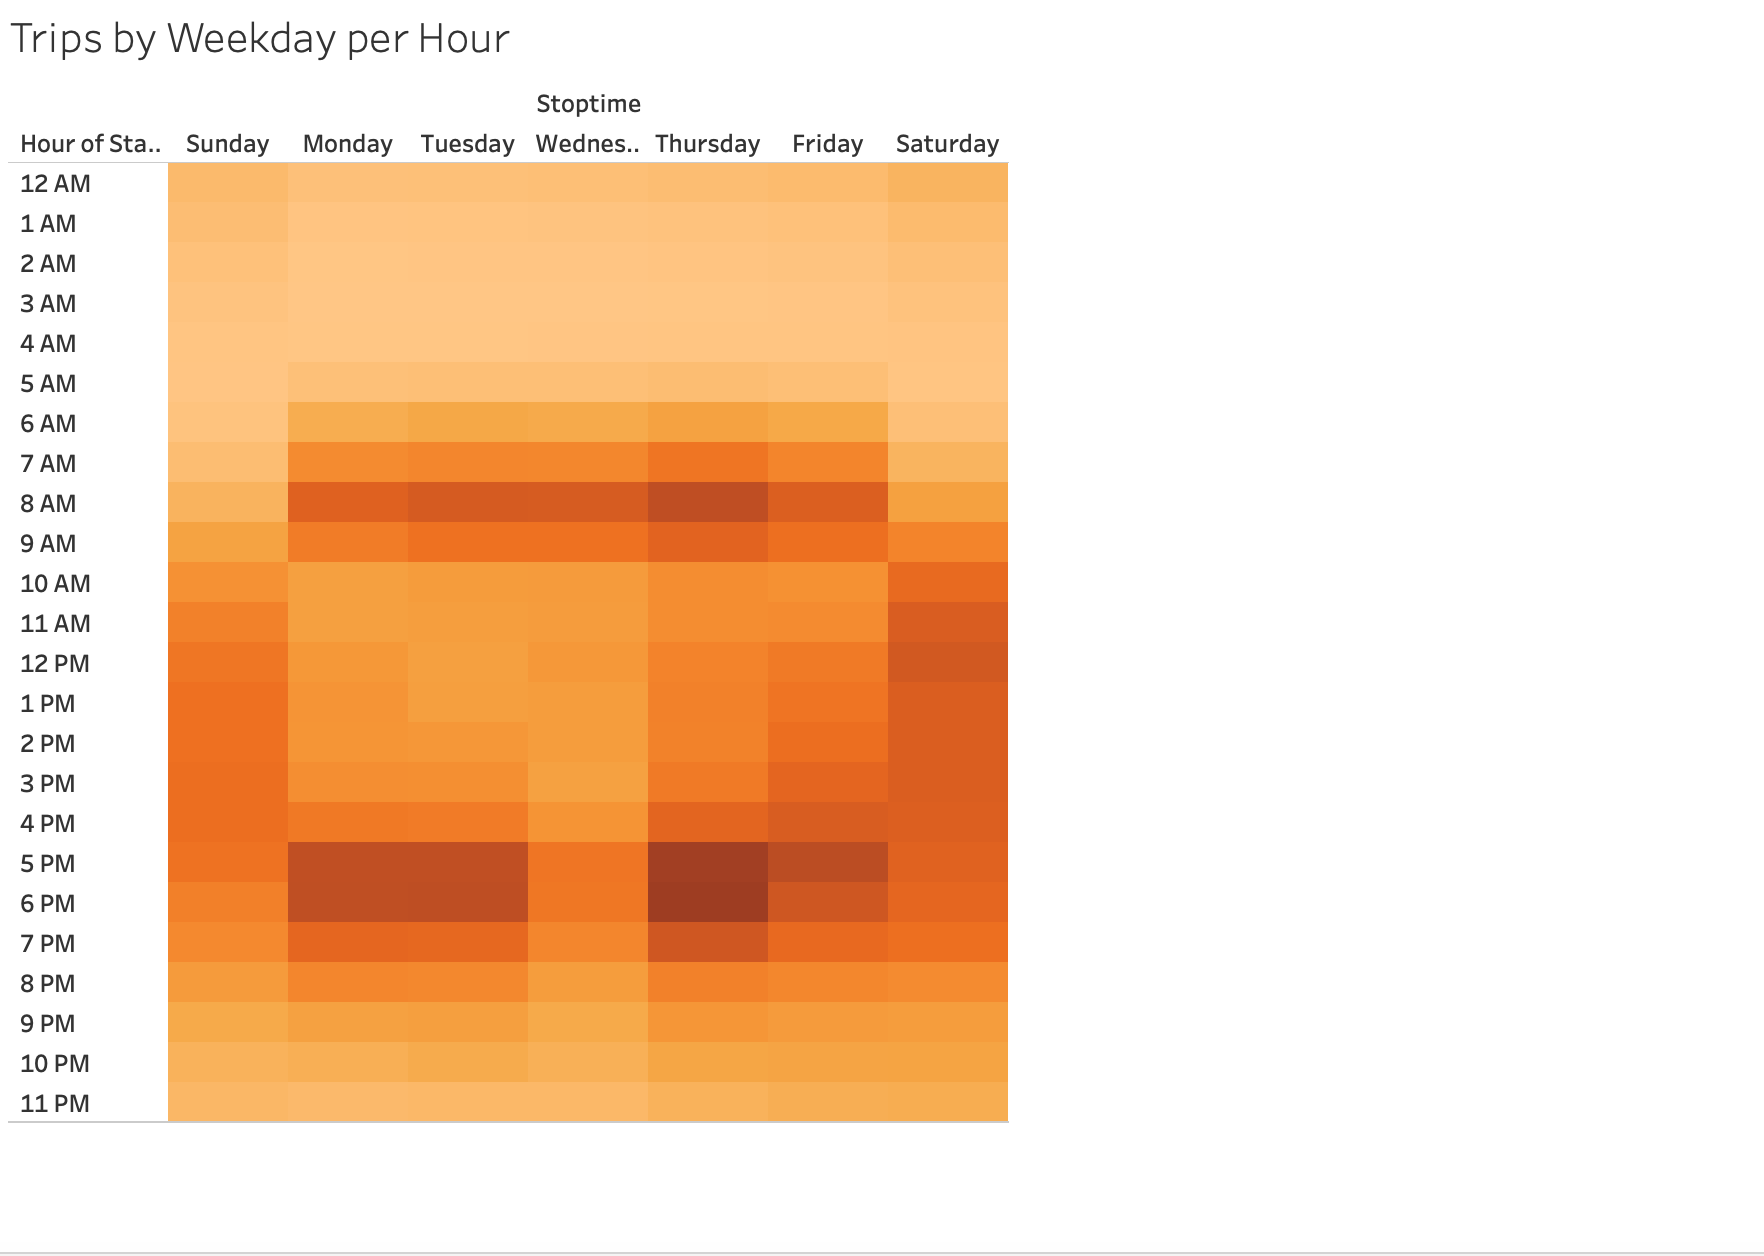 Trips by Weekday per Hour
Stoptime
Hour of Sta.. Sunday Monday Tuesday Wednes.. Thursday Friday Saturday
12 AM
1 AM
2 AM
3 AM
4 AM
5 AM
6 AM
7 AM
8 AM
9 AM
10 AM
11 AM
12 PM
1 PM
2 PM
3 PM
4 PM
5 PM
6 PM
7 PM
8 PM
9 PM
10 PM
11 PM